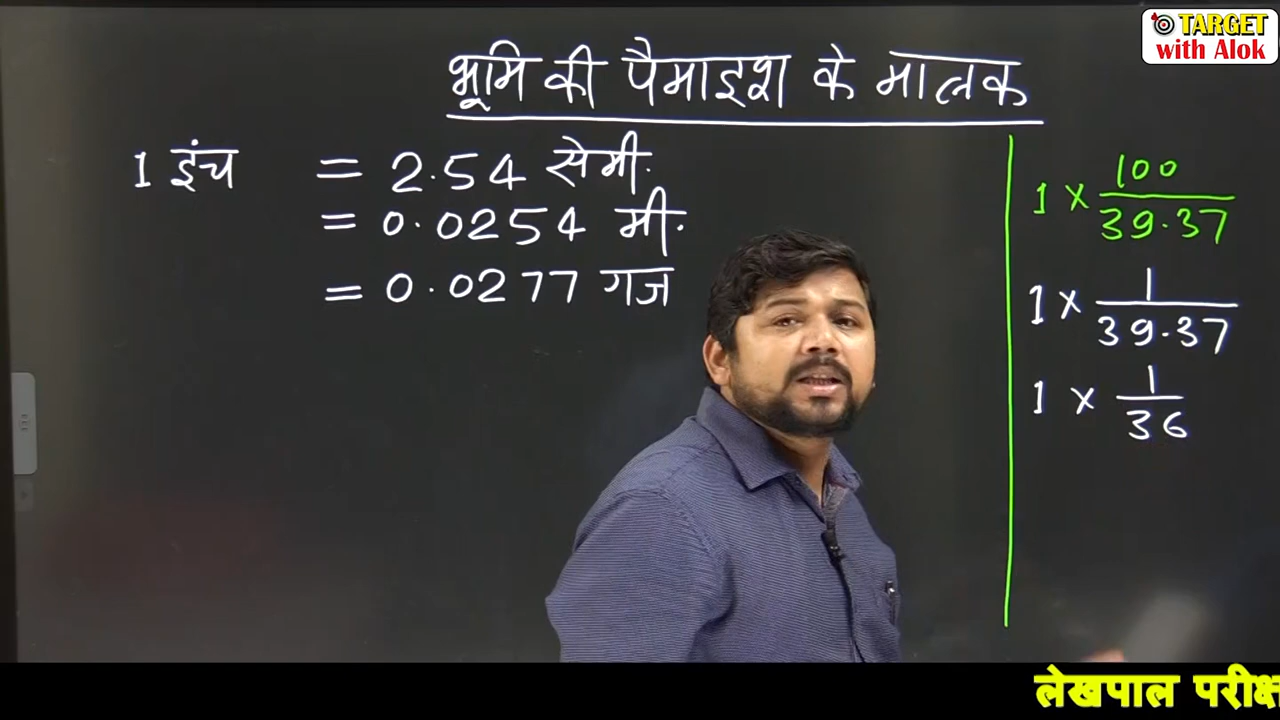 TARGET
with Alok
भूमि की पैमाइश के मात्रक
1 इंच = 2.54 सेमी.
= 0.0254 मी.
= 0.0277 गज
1 × 100/39.37
1 × 1/39.37
1 × 1/36
लेखपाल परीक्ष